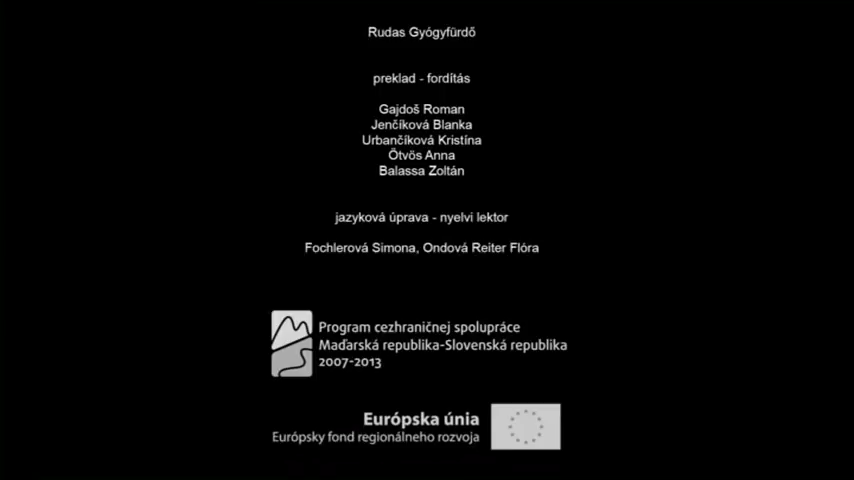 Rudas Gyógyfürdő
preklad - fordítás
Gajdoš Roman
Jenčíková Blanka
Urbančíková Kristína
Ötvös Anna
Balassa Zoltán
jazyková úprava - nyelvi lektor
Fochlerová Simona, Ondová Reiter Flóra
Program cezhraničnej spolupráce
Maďarská republika-Slovenská republika
2007-2013
Európska únia
Európsky fond regionálneho rozvoja